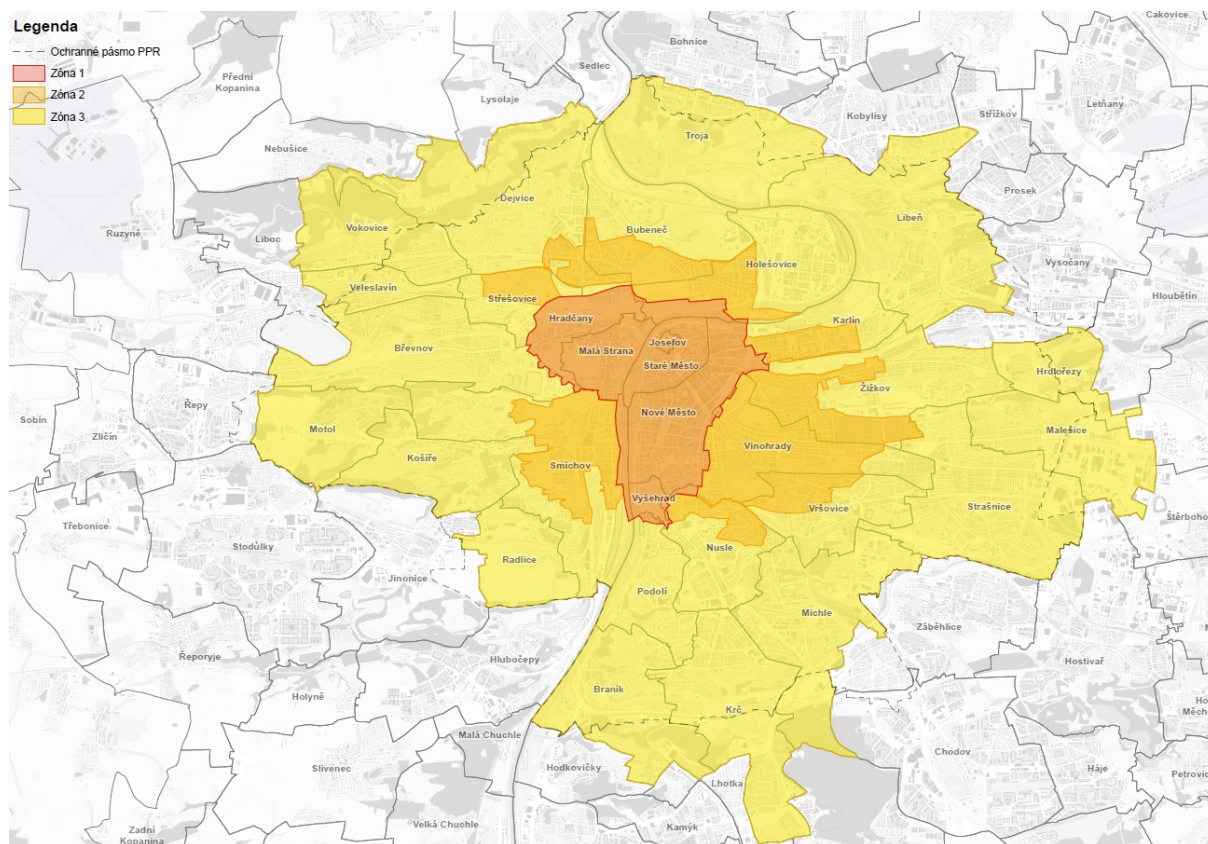 Legenda
Ochranné pásmo PPR
Zóna 1
Zóna 2
Zóna 3
Čakovice
Bohnice
Sedlec
Přední
Kopanina
Lysolaje
Letňany
Kobylisy
Střížkov
Troja
Nebušice
Prosek
Dejvice
Libeň
Vokovice
Bubeneč
Ruzyně
Liboc
Holešovice
Vysočany
Veleslavín
Hloubětín
Střešovice
Hradčany
Karlín
Josefov
Břevnov
Malá Strana
Staré Město
Hrdlořezy
Žižkov
Řepy
Nové Město
Sobín
Motol
Malešice
Zličín
Vinohrady
Košíře
Smíchov
Vyšehrad
Vršovice
Strašnice
Štěrboho
Třebonice
Stodůlky
Nusle
Radlice
Jinonice
Podolí
Michle
Záběhlice
Řeporyje
Hlubočepy
Hostivař
Braník
Holyně
Ho
Měch
Krč
Malá Chuchle
Chodov
Háje
Slivenec
Hodkovičky
Petrovic
Lhotka
Velká Chuchle
Kamýk
Zadní
Kopanina